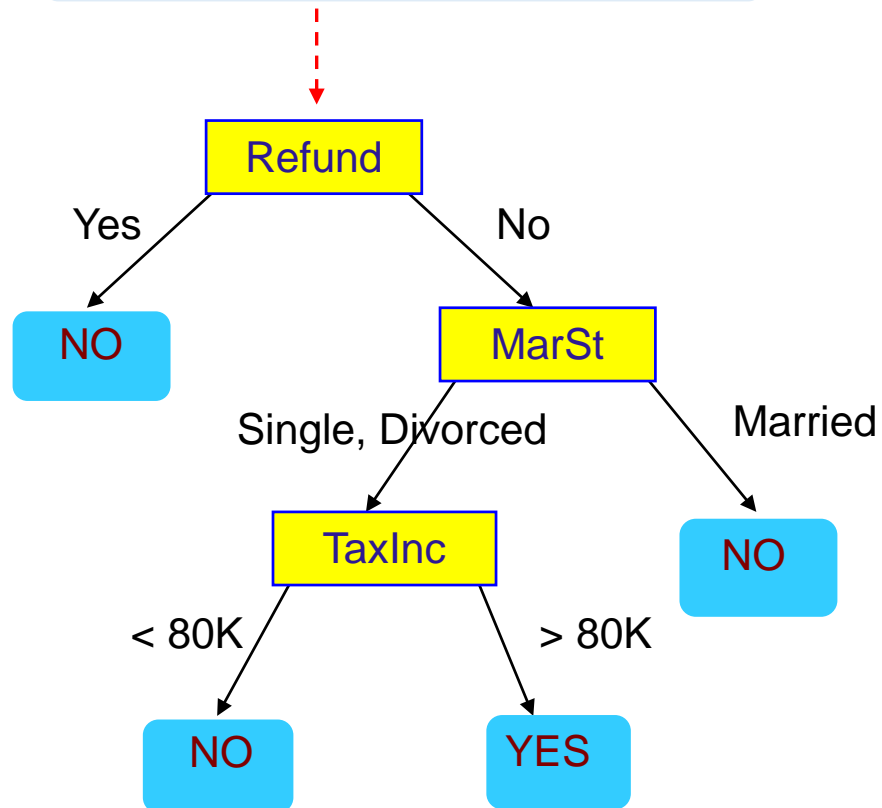 Refund
Yes
No
NO
MarSt
Single, Divorced
Married
TaxInc
NO
< 80K
> 80K
NO
YES